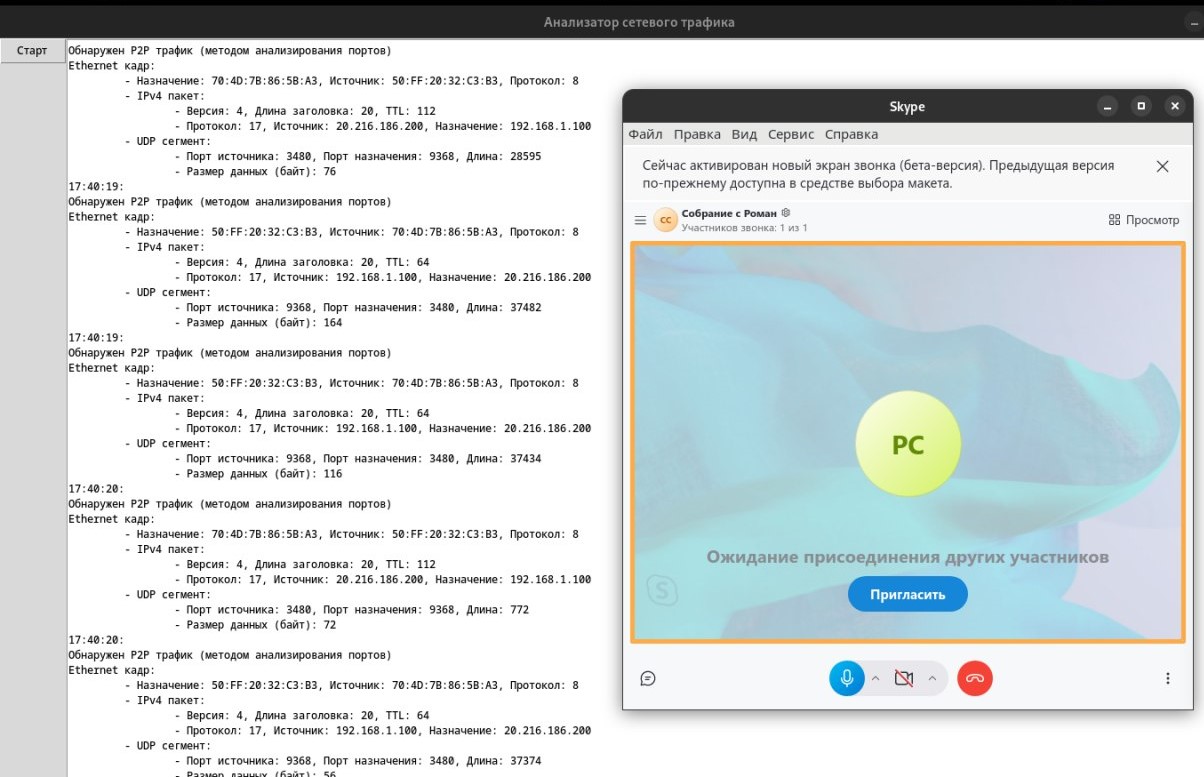 Анализатор сетевого трафика
Старт
Обнаружен P2P трафик (методом анализирования портов)
Ethernet кадр:
- Назначение: 70:4D:7B:86:5B:A3, Источник: 50:FF:20:32:C3:B3, Протокол: 8
- IPv4 пакет:
- Версия: 4, Длина заголовка: 20, TTL: 112
- Протокол: 17, Источник: 20.216.186.200, Назначение: 192.168.1.100
- UDP сегмент:
- Порт источника: 3480, Порт назначения: 9368, Длина: 28595
- Размер данных (байт): 76
17:40:19:
Обнаружен P2P трафик (методом анализирования портов)
Ethernet кадр:
- Назначение: 50:FF:20:32:C3:B3, Источник: 70:4D:7B:86:5B:A3, Протокол: 8
- IPv4 пакет:
- Версия: 4, Длина заголовка: 20, TTL: 64
- Протокол: 17, Источник: 192.168.1.100, Назначение: 20.216.186.200
- UDP сегмент:
- Порт источника: 9368, Порт назначения: 3480, Длина: 37482
- Размер данных (байт): 164
17:40:19:
Обнаружен P2P трафик (методом анализирования портов)
Ethernet кадр:
- Назначение: 50:FF:20:32:C3:B3, Источник: 70:4D:7B:86:5B:A3, Протокол: 8
- IPv4 пакет:
- Версия: 4, Длина заголовка: 20, TTL: 64
- Протокол: 17, Источник: 192.168.1.100, Назначение: 20.216.186.200
- UDP сегмент:
- Порт источника: 9368, Порт назначения: 3480, Длина: 37434
- Размер данных (байт): 116
17:40:20:
Обнаружен P2P трафик (методом анализирования портов)
Ethernet кадр:
- Назначение: 70:4D:7B:86:5B:A3, Источник: 50:FF:20:32:C3:B3, Протокол: 8
- IPv4 пакет:
- Версия: 4, Длина заголовка: 20, TTL: 112
- Протокол: 17, Источник: 20.216.186.200, Назначение: 192.168.1.100
- UDP сегмент:
- Порт источника: 3480, Порт назначения: 9368, Длина: 772
- Размер данных (байт): 72
17:40:20:
Обнаружен P2P трафик (методом анализирования портов)
Ethernet кадр:
- Назначение: 50:FF:20:32:C3:B3, Источник: 70:4D:7B:86:5B:A3, Протокол: 8
- IPv4 пакет:
- Версия: 4, Длина заголовка: 20, TTL: 64
- Протокол: 17, Источник: 192.168.1.100, Назначение: 20.216.186.200
- UDP сегмент:
- Порт источника: 9368, Порт назначения: 3480, Длина: 37374
- Размер данных (байт): 56
Skype
Файл Правка Вид Сервис Справка
Сейчас активирован новый экран звонка (бета-версия). Предыдущая версия
по-прежнему доступна в средстве выбора макета.
СС
Собрание с Роман
Участников звонка: 1 из 1
Просмотр
РС
Ожидание присоединения других участников
S
Пригласить